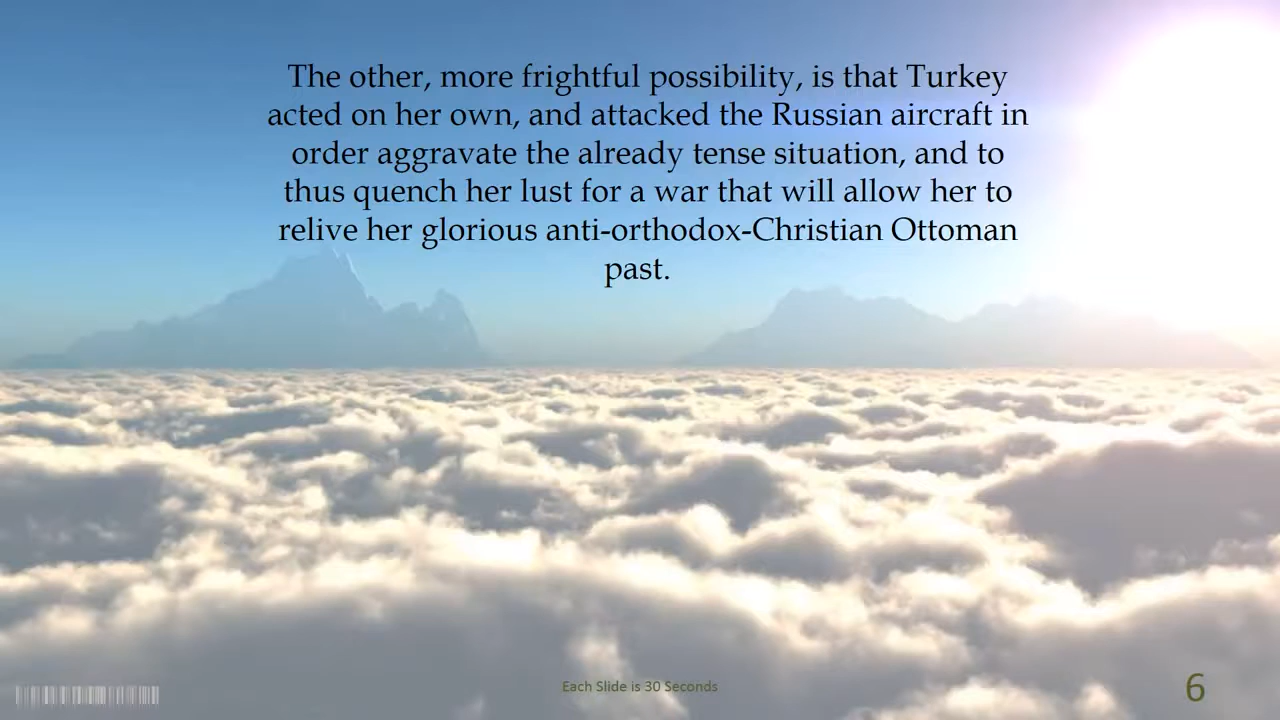 The other, more frightful possibility, is that Turkey
acted on her own, and attacked the Russian aircraft in
order aggravate the already tense situation, and to
thus quench her lust for a war that will allow her to
relive her glorious anti-orthodox-Christian Ottoman
past.
Each Slide is 30 Seconds
6